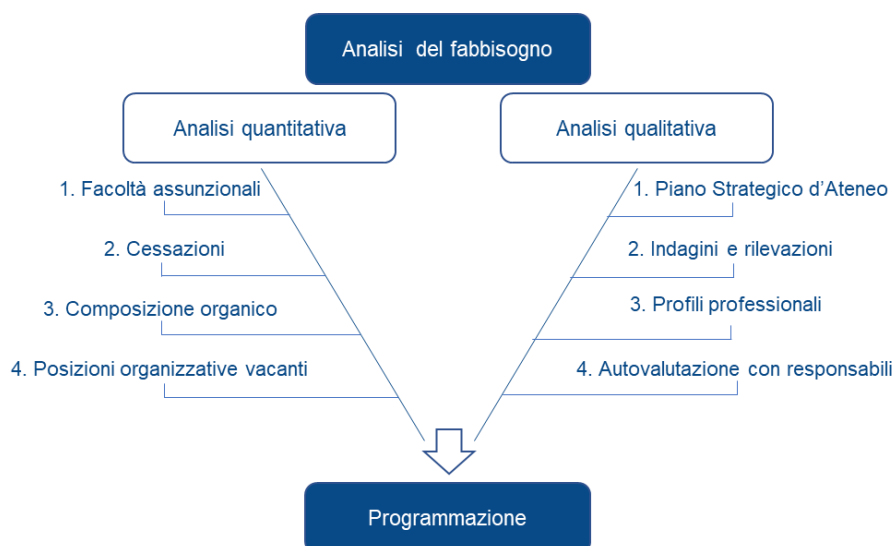 Analisi del fabbisogno
Analisi quantitativa
Analisi qualitativa
1. Facoltà assunzionali
1. Piano Strategico d'Ateneo
2. Cessazioni
2. Indagini e rilevazioni
3. Composizione organico
3. Profili professionali
4. Posizioni organizzative vacanti
4. Autovalutazione con responsabili
Programmazione